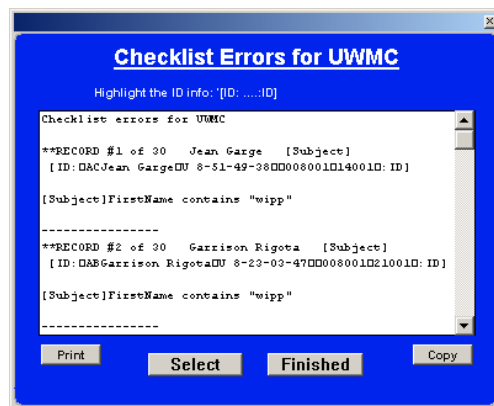 Checklist Errors for UWMC
Highlight the ID info: '[ID: ....:ID]
Checklist errors for UWMC
**RECORD #1 of 30 Jean Garge [Subject]
[ID:□ACJean Garge□U 8-51-49-38□□008001□14001□:ID]
[Subject]FirstName contains "wipp"
----------------
**RECORD #2 of 30 Garrison Rigota [Subject]
[ID:□ABGarrison Rigota□U 8-23-03-47□□008001□21001□:ID]
[Subject]FirstName contains "wipp"
----------------
Print Select Finished Copy